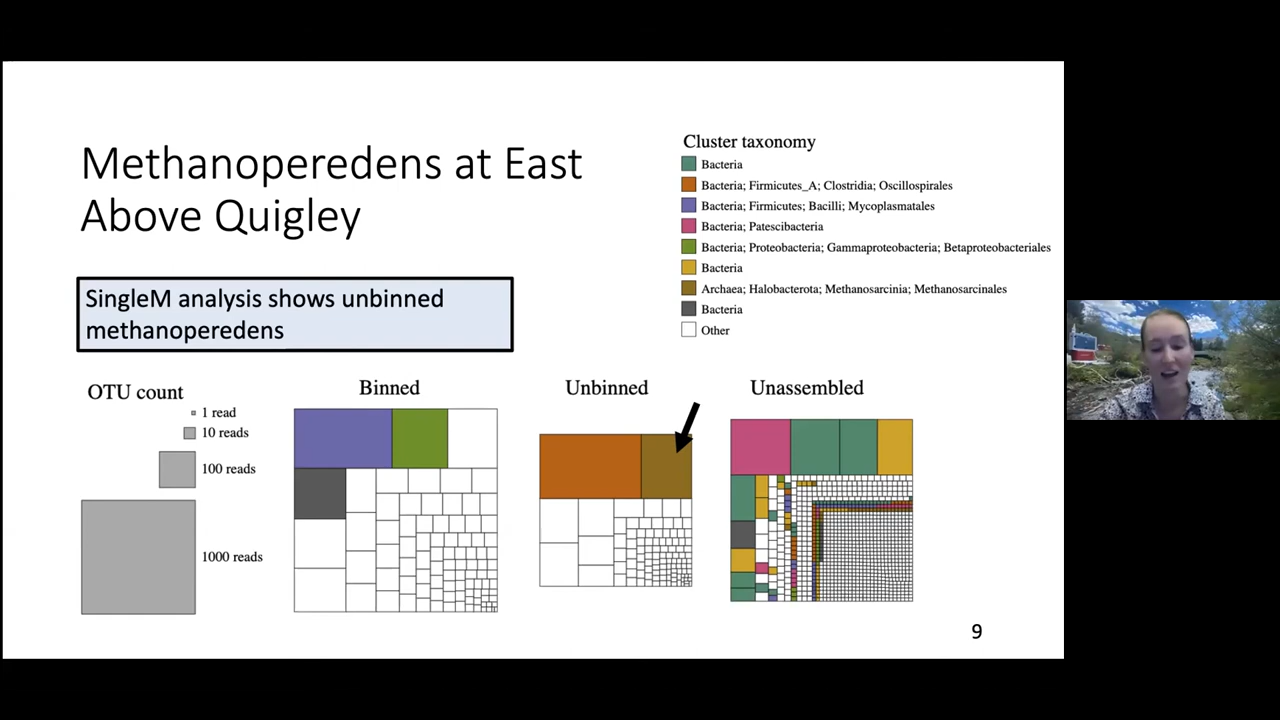 Methanoperedens at East
Above Quigley
SingleM analysis shows unbinned
methanoperedens
Cluster taxonomy
Bacteria
Bacteria; Firmicutes_A; Clostridia; Oscillospirales
Bacteria; Firmicutes; Bacilli; Mycoplasmatales
Bacteria; Patescibacteria
Bacteria; Proteobacteria; Gammaproteobacteria; Betaproteobacteriales
Bacteria
Archaea; Halobacterota; Methanosarcinia; Methanosarcinales
Bacteria
Other
OTU count
1 read
10 reads
100 reads
1000 reads
Binned
Unbinned
Unassembled
9